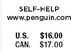 SELF-HELP
www.penguin.com
U.S. $16.00
CAN. $17.00